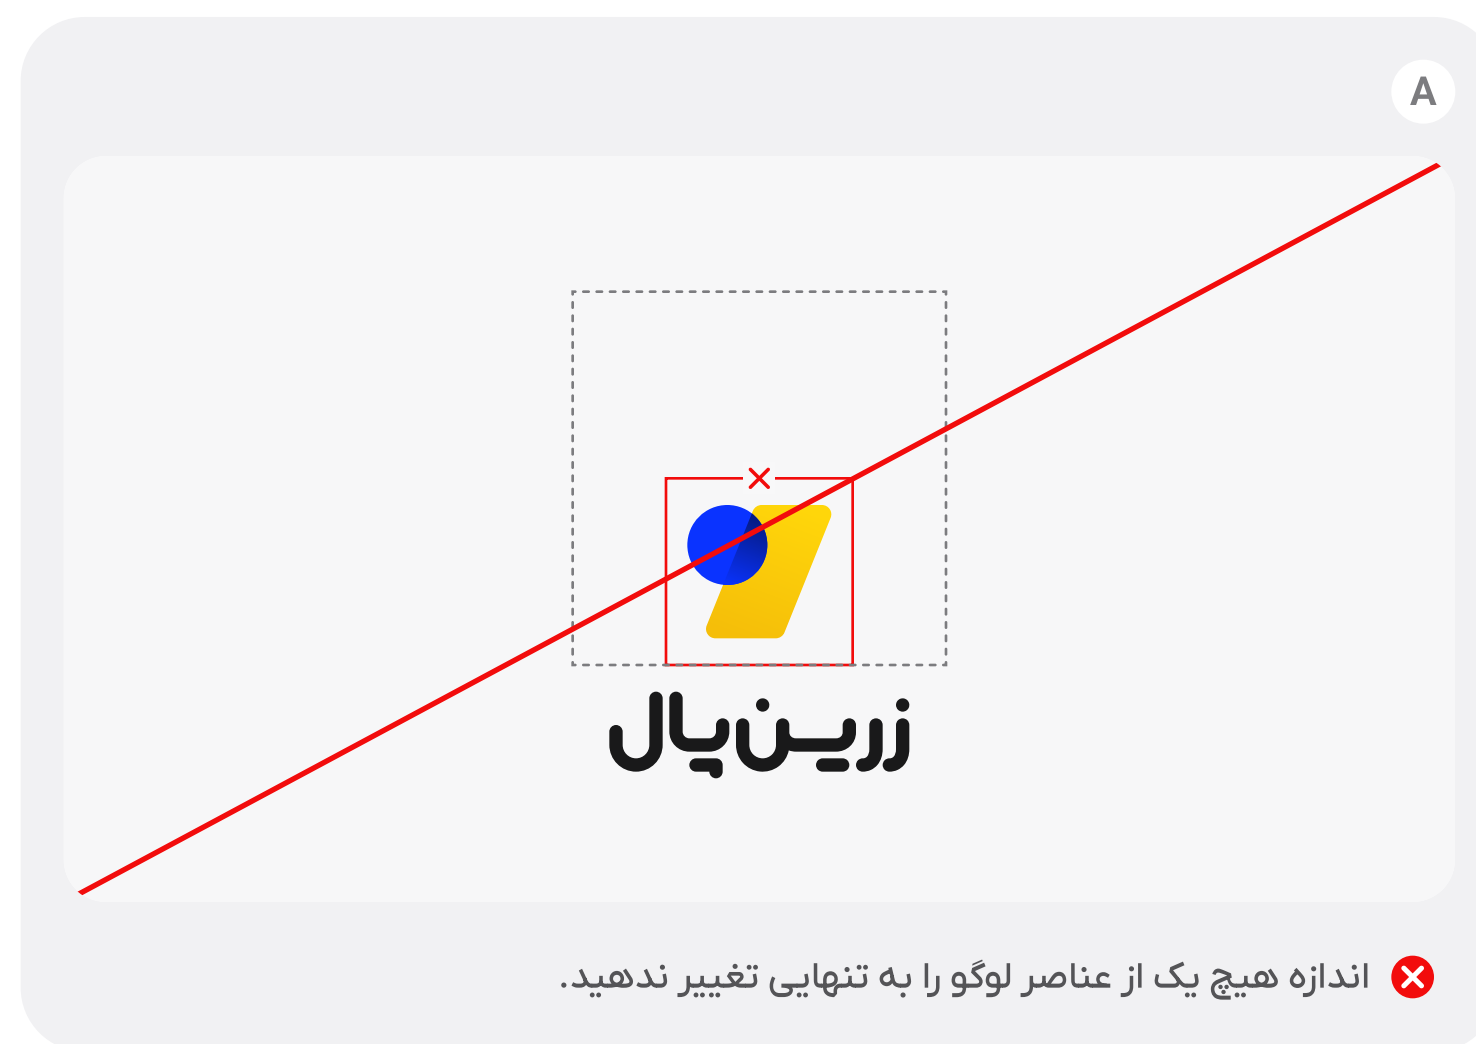 A
زرین‌پال
اندازه هیچ یک از عناصر لوگو را به تنهایی تغییر ندهید.